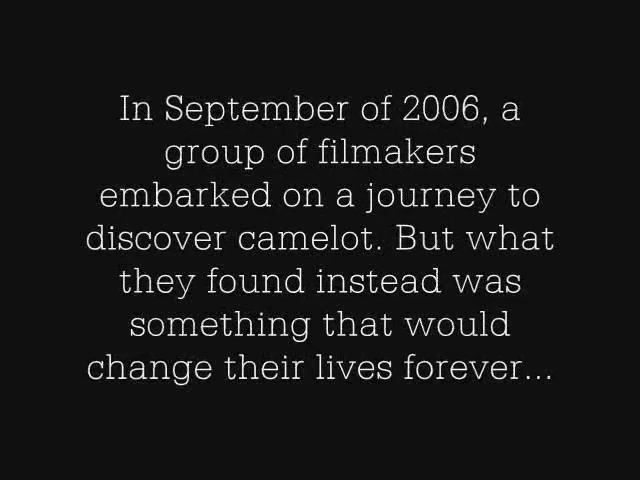 In September of 2006, a
group of filmakers
embarked on a journey to
discover camelot. But what
they found instead was
something that would
change their lives forever...